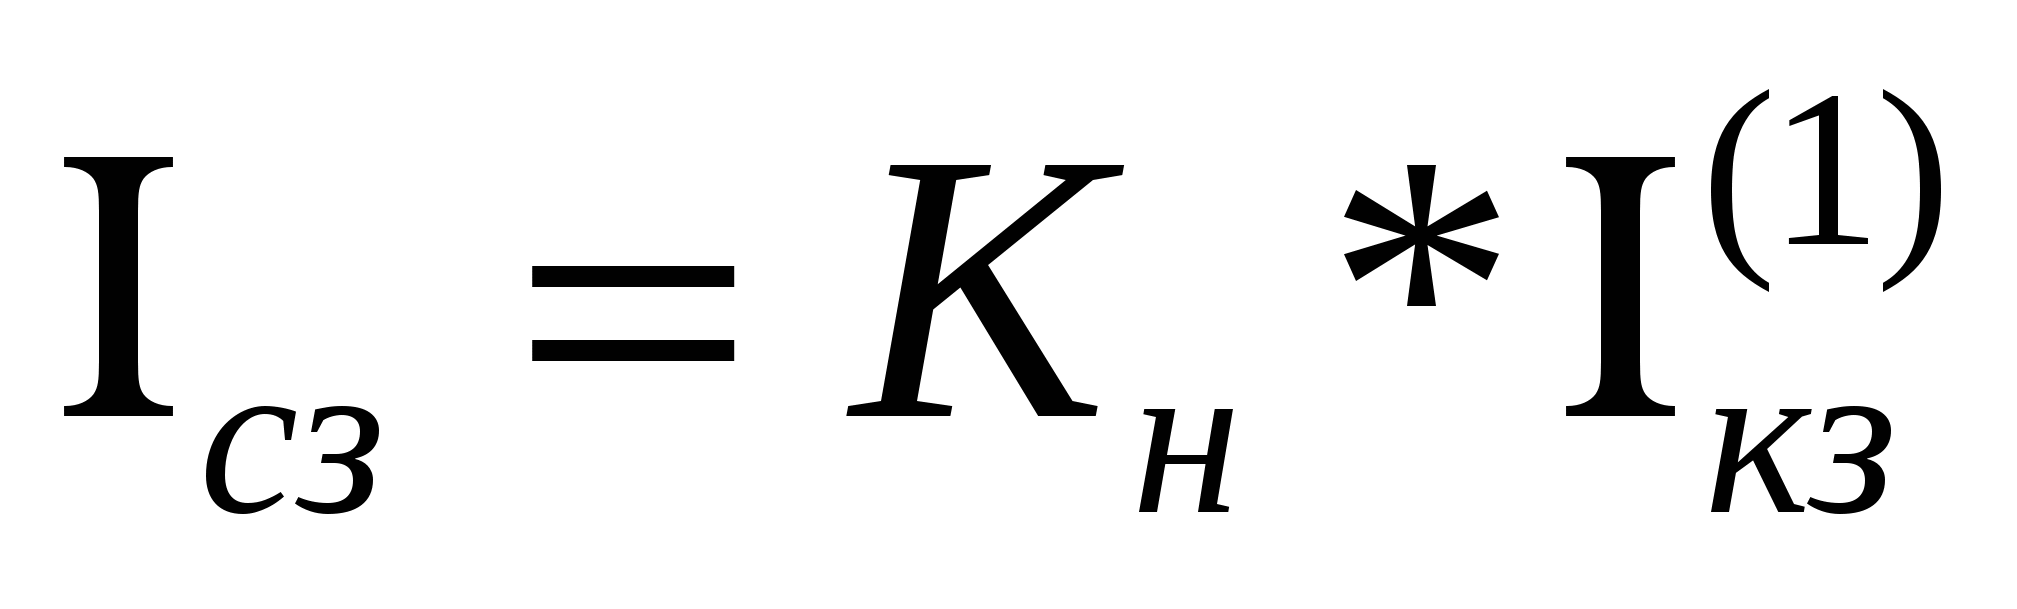 I_сз = K_н * I_кз^(1)